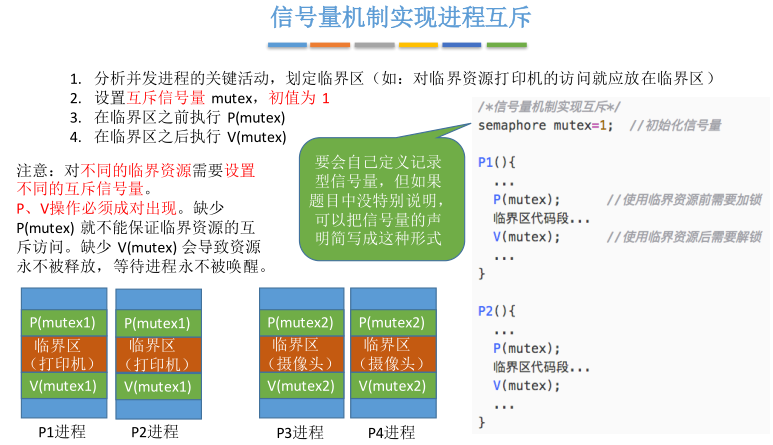 信号量机制实现进程互斥
1. 分析并发进程的关键活动，划定临界区（如：对临界资源打印机的访问就应放在临界区）
2. 设置互斥信号量 mutex，初值为 1
3. 在临界区之前执行 P(mutex)
4. 在临界区之后执行 V(mutex)
注意：对不同的临界资源需要设置
不同的互斥信号量。
P、V操作必须成对出现。缺少
P(mutex) 就不能保证临界资源的互
斥访问。缺少 V(mutex) 会导致资源
永不被释放，等待进程永不被唤醒。
要会自己定义记录
型信号量，但如果
题目中没特别说明，
可以把信号量的声
明简写成这种形式
/*信号量机制实现互斥*/
semaphore mutex=1; //初始化信号量
P1(){
...
P(mutex); //使用临界资源前需要加锁
临界区代码段...
V(mutex); //使用临界资源后需要解锁
...
}
P2(){
...
P(mutex);
临界区代码段...
V(mutex);
...
}
P(mutex1)
临界区
（打印机）
V(mutex1)
P1进程
P(mutex1)
临界区
（打印机）
V(mutex1)
P2进程
P(mutex2)
临界区
（摄像头）
V(mutex2)
P3进程
P(mutex2)
临界区
（摄像头）
V(mutex2)
P4进程